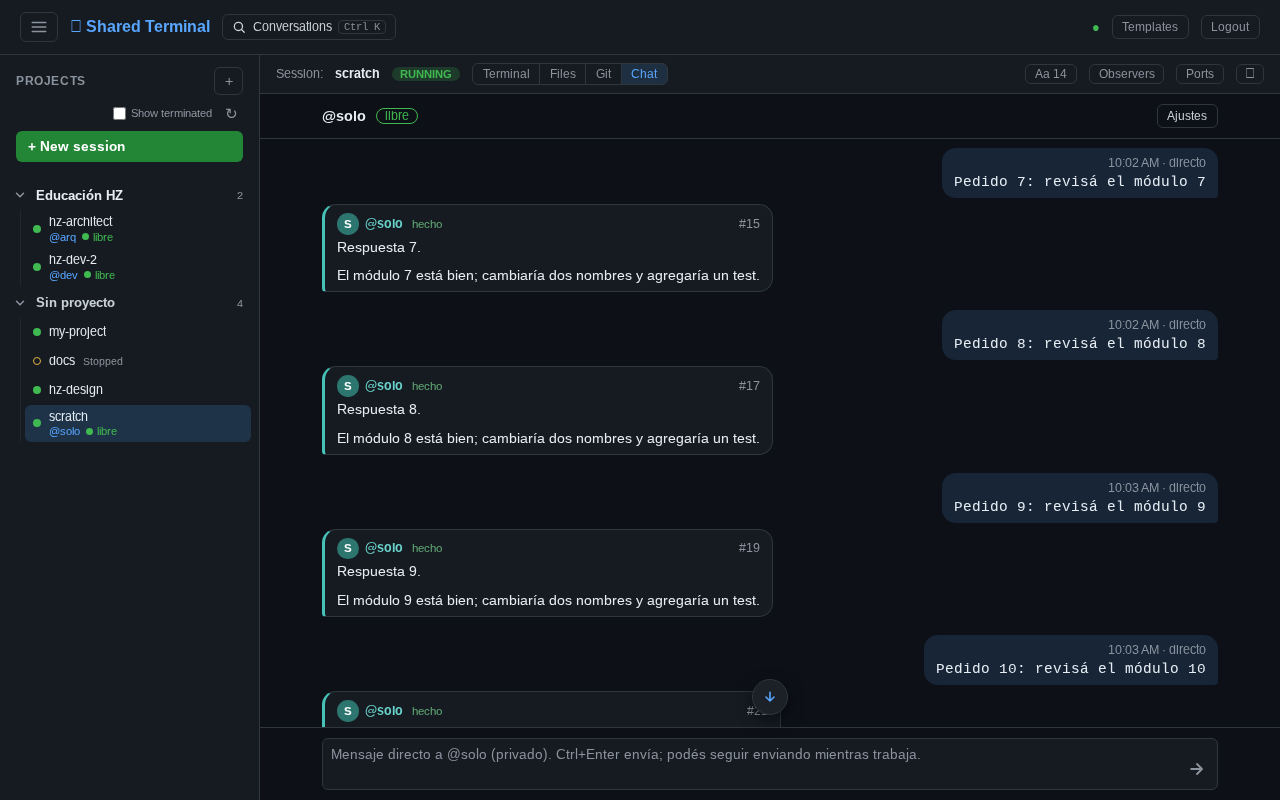 Shared Terminal
Conversations Ctrl K
Templates
Logout
PROJECTS
+
Show terminated
+ New session
Educación HZ 2
hz-architect
@arq libre
hz-dev-2
@dev libre
Sin proyecto 4
my-project
docs Stopped
hz-design
scratch
@solo libre
Session: scratch RUNNING Terminal Files Git Chat
Aa 14 Observers Ports
@solo libre
Ajustes
10:02 AM · directo
Pedido 7: revisá el módulo 7
S @solo hecho #15
Respuesta 7.
El módulo 7 está bien; cambiaría dos nombres y agregaría un test.
10:02 AM · directo
Pedido 8: revisá el módulo 8
S @solo hecho #17
Respuesta 8.
El módulo 8 está bien; cambiaría dos nombres y agregaría un test.
10:03 AM · directo
Pedido 9: revisá el módulo 9
S @solo hecho #19
Respuesta 9.
El módulo 9 está bien; cambiaría dos nombres y agregaría un test.
10:03 AM · directo
Pedido 10: revisá el módulo 10
S @solo hecho
Mensaje directo a @solo (privado). Ctrl+Enter envía; podés seguir enviando mientras trabaja.